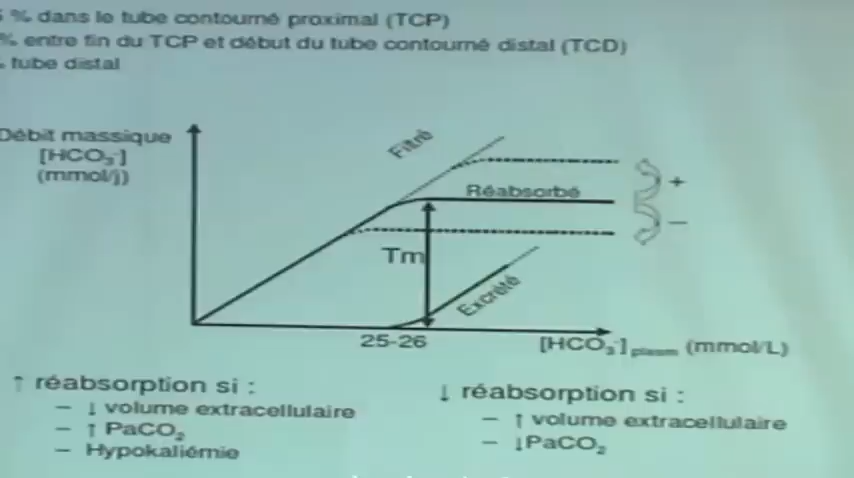 % dans le tube contourné proximal (TCP)
% entre fin du TCP et début du tube contourné distal (TCD)
tube distal
Débit massique
[HCO₃⁻]
(mmol/j)
Filtré
Réabsorbé
+
−
Tm
Excrété
25-26
[HCO₃⁻] plasm (mmol/L)
↑ réabsorption si :
– ↓ volume extracellulaire
– ↑ PaCO₂
– Hypokaliémie
↓ réabsorption si :
– ↑ volume extracellulaire
– ↓PaCO₂